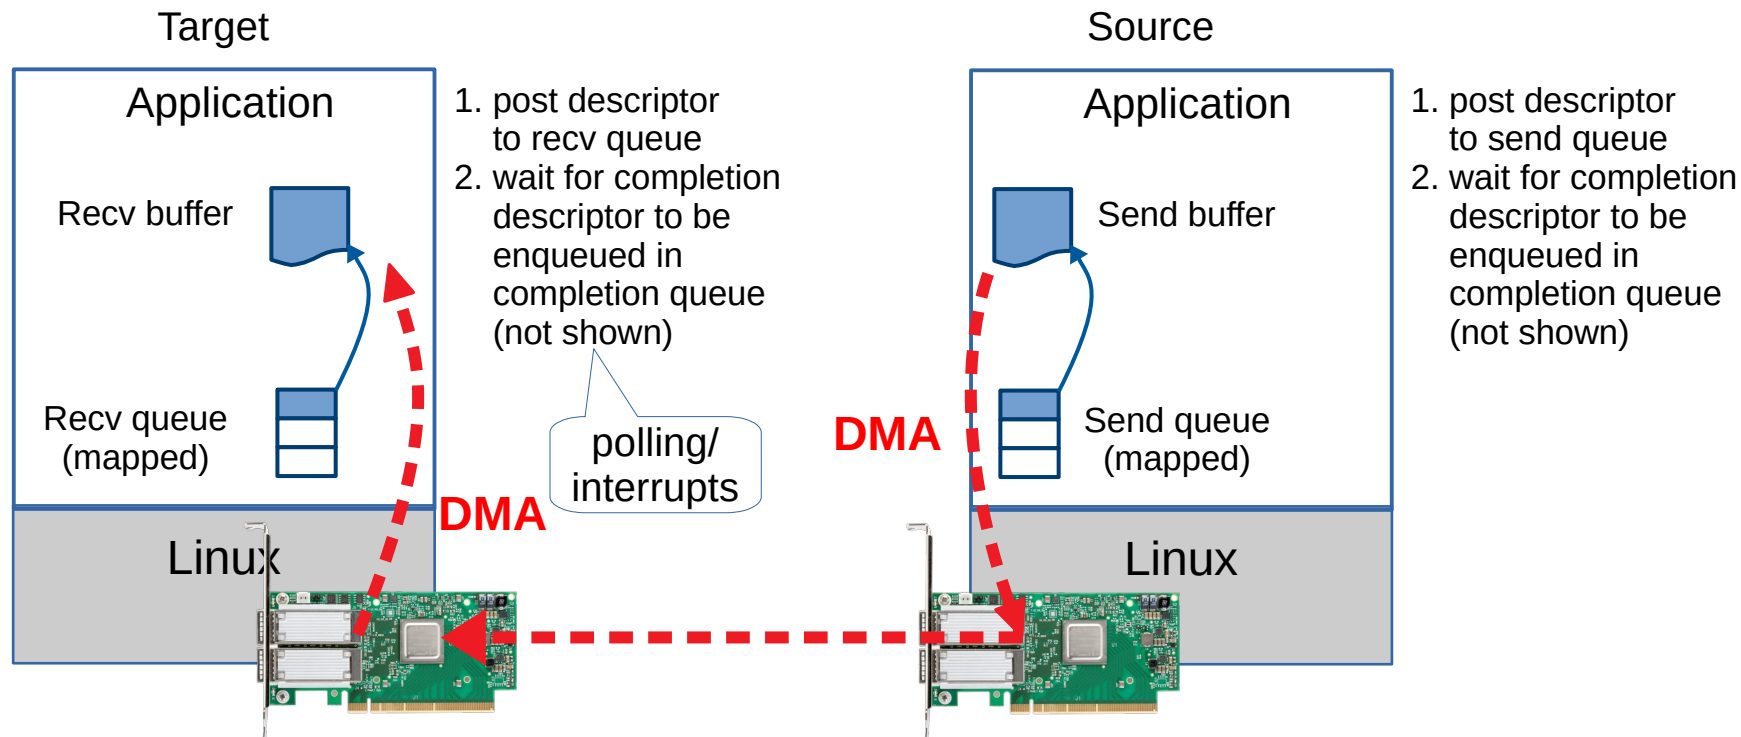 Target
Application
Recv buffer
Recv queue
(mapped)
Linux
DMA
1. post descriptor
to recv queue
2. wait for completion
descriptor to be
enqueued in
completion queue
(not shown)
polling/
interrupts
Source
Application
Send buffer
DMA
Send queue
(mapped)
Linux
1. post descriptor
to send queue
2. wait for completion
descriptor to be
enqueued in
completion queue
(not shown)